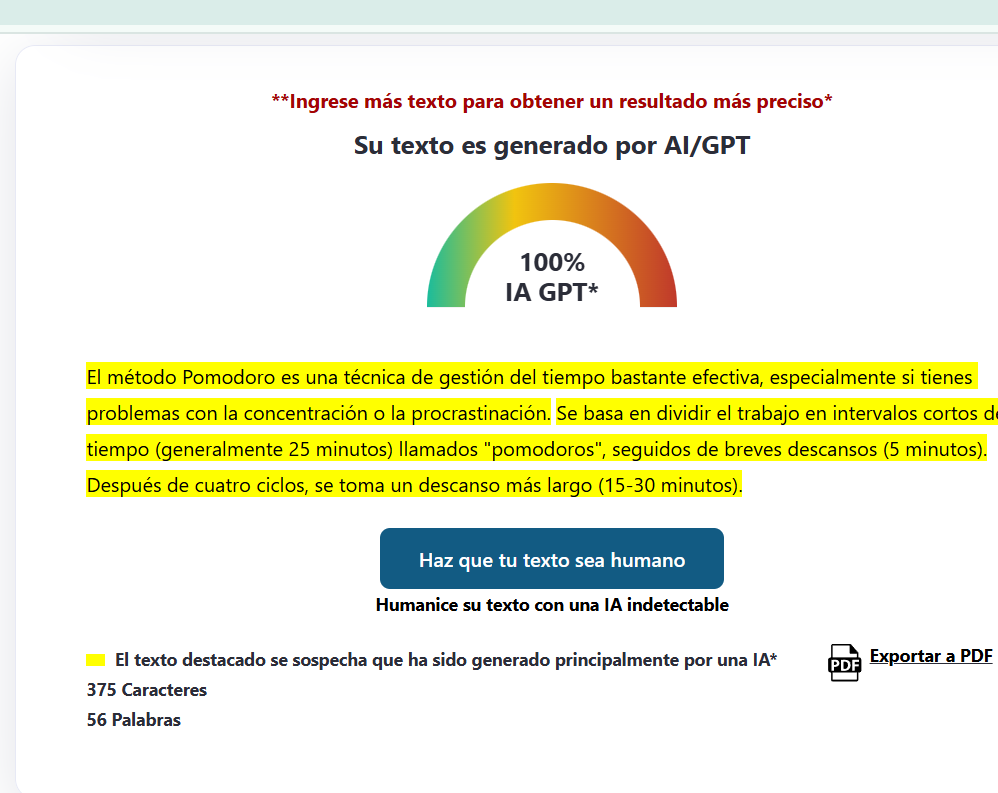 **Ingrese más texto para obtener un resultado más preciso*
Su texto es generado por AI/GPT
100%
IA GPT*
El método Pomodoro es una técnica de gestión del tiempo bastante efectiva, especialmente si tienes
problemas con la concentración o la procrastinación. Se basa en dividir el trabajo en intervalos cortos de
tiempo (generalmente 25 minutos) llamados "pomodoros", seguidos de breves descansos (5 minutos).
Después de cuatro ciclos, se toma un descanso más largo (15-30 minutos).
Haz que tu texto sea humano
Humanice su texto con una IA indetectable
El texto destacado se sospecha que ha sido generado principalmente por una IA*
PDF Exportar a PDF
375 Caracteres
56 Palabras